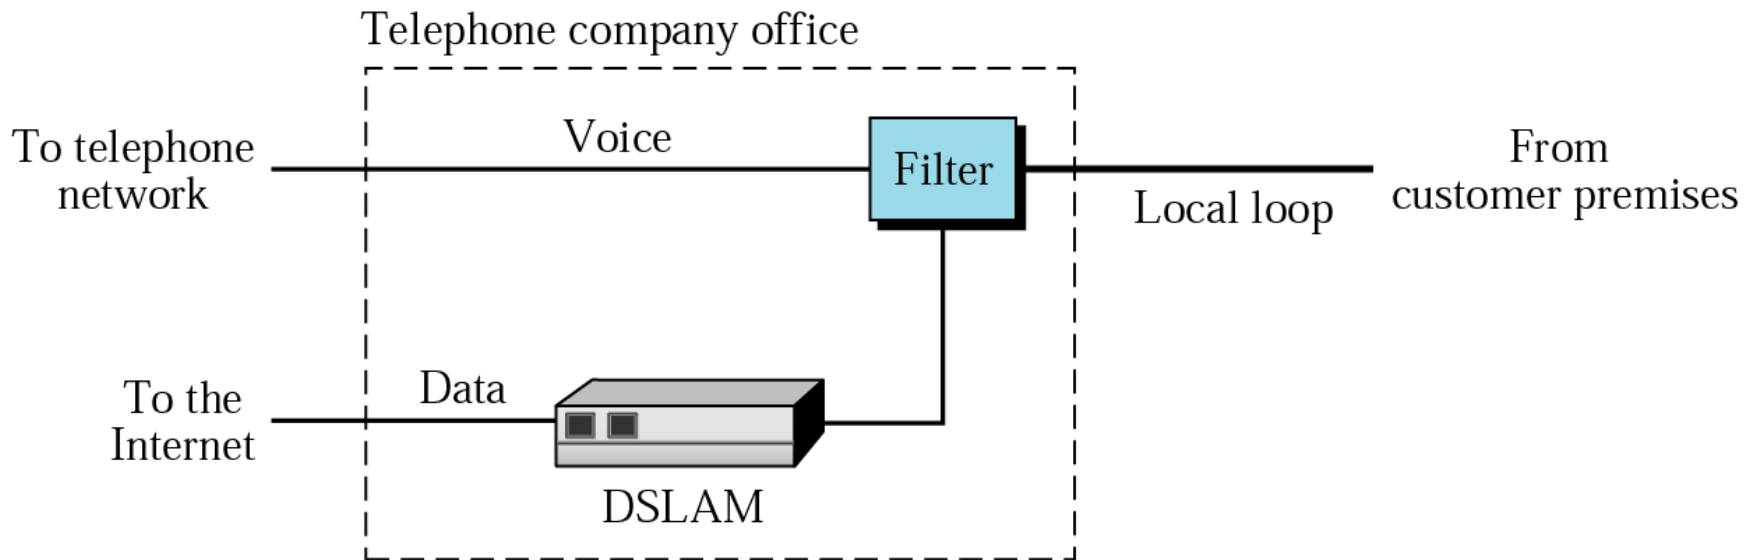 Telephone company office
To telephone
network
Voice
Filter
From
customer premises
Local loop
To the
Internet
Data
DSLAM